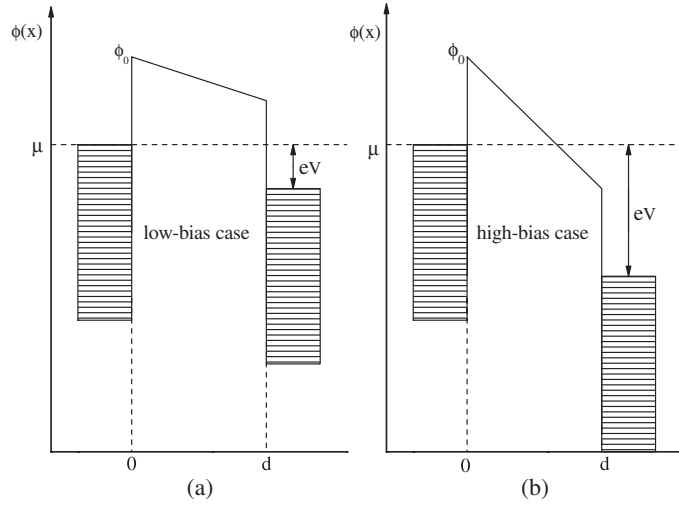 ϕ(x)
ϕ0
μ
eV
low-bias case
0
d
(a)
ϕ(x)
ϕ0
μ
eV
high-bias case
0
d
(b)